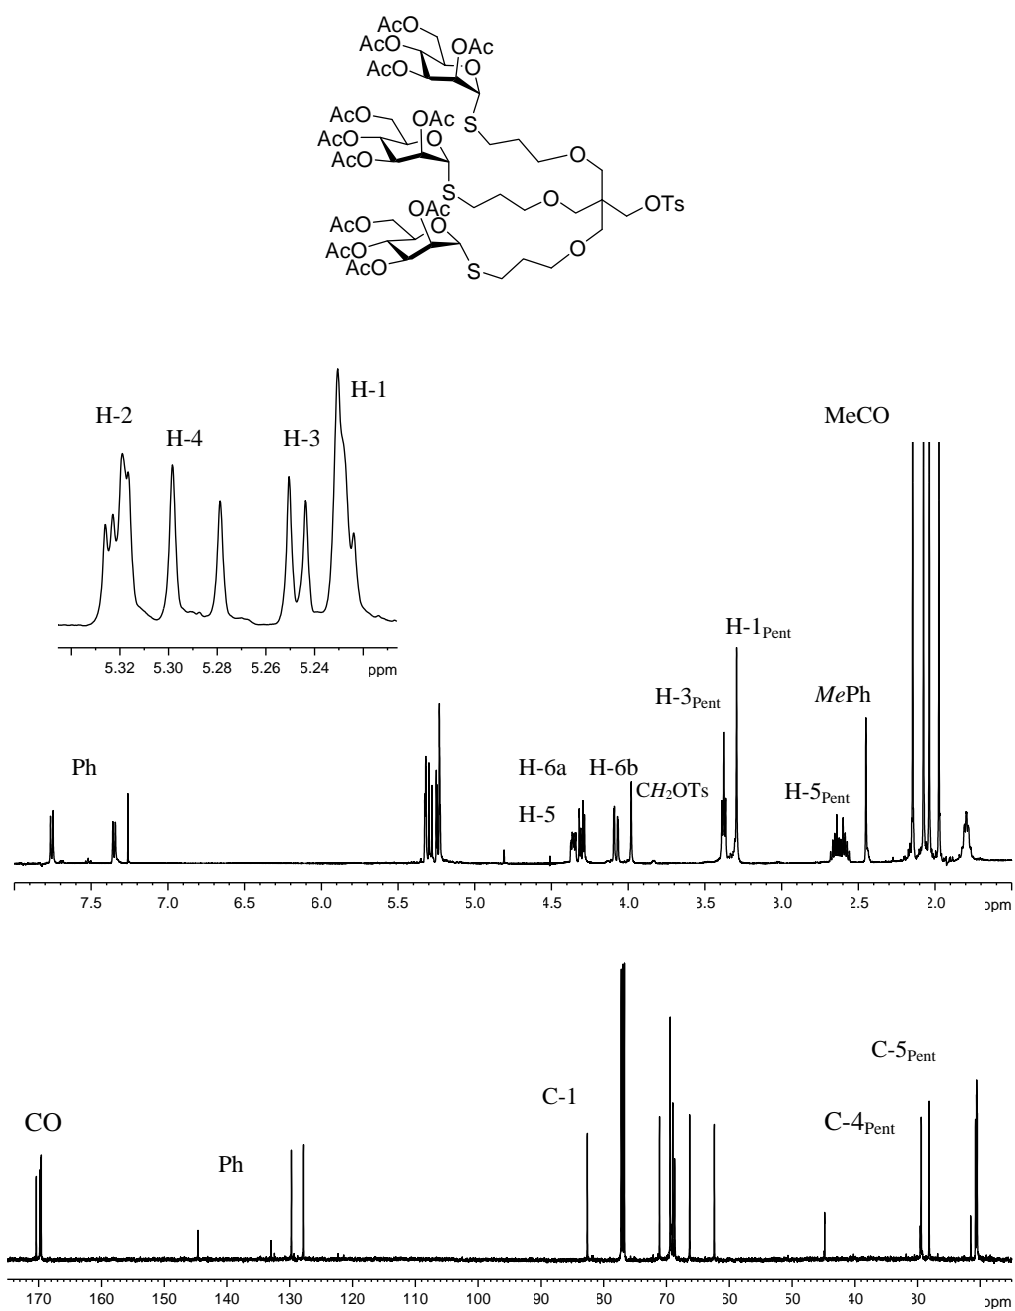 AcO
AcO OAc
AcO O
S
AcO OAc
AcO O
AcO
S
O
O
OTs
O
AcO OAc
AcO O
AcO
S
H-1
H-2 MeCO
H-4 H-3
5.32 5.30 5.28 5.26 5.24 ppm
H-1Pent
H-3Pent MePh
Ph H-6a H-6b
CH2OTs H-5Pent
H-5
7.5 7.0 6.5 6.0 5.5 5.0 4.5 4.0 3.5 3.0 2.5 2.0 ppm
C-5Pent
C-1
CO C-4Pent
Ph
170 160 150 140 130 120 110 100 90 80 70 60 50 40 30 20 ppm